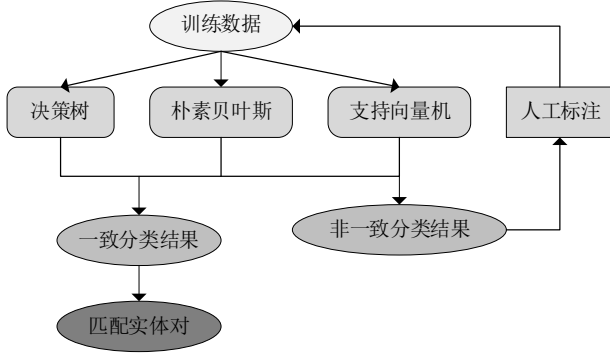 训练数据
决策树
朴素贝叶斯
支持向量机
人工标注
一致分类结果
非一致分类结果
匹配实体对